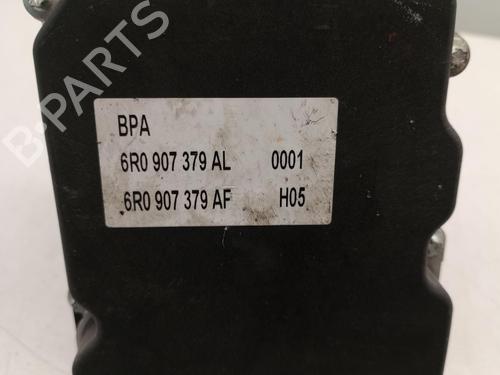 B-PARTS
BPA
6R0 907 379 AL 0001
6R0 907 379 AF H05